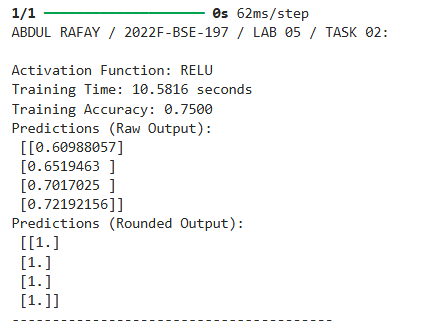 1/1 ━━━━━━━━━━━━━━━━━━━━ 0s 62ms/step
ABDUL RAFAY / 2022F-BSE-197 / LAB 05 / TASK 02:
Activation Function: RELU
Training Time: 10.5816 seconds
Training Accuracy: 0.7500
Predictions (Raw Output):
[[0.60988057]
[0.6519463 ]
[0.7017025 ]
[0.72192156]]
Predictions (Rounded Output):
[[1.]
[1.]
[1.]
[1.]]
----------------------------------------